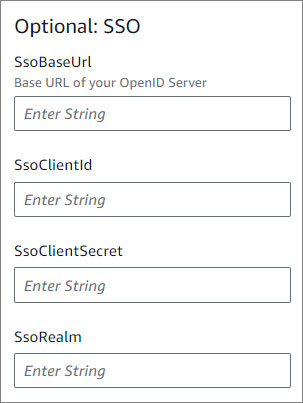 Optional: SSO
SsoBaseUrl
Base URL of your OpenID Server
Enter String
SsoClientId
Enter String
SsoClientSecret
Enter String
SsoRealm
Enter String